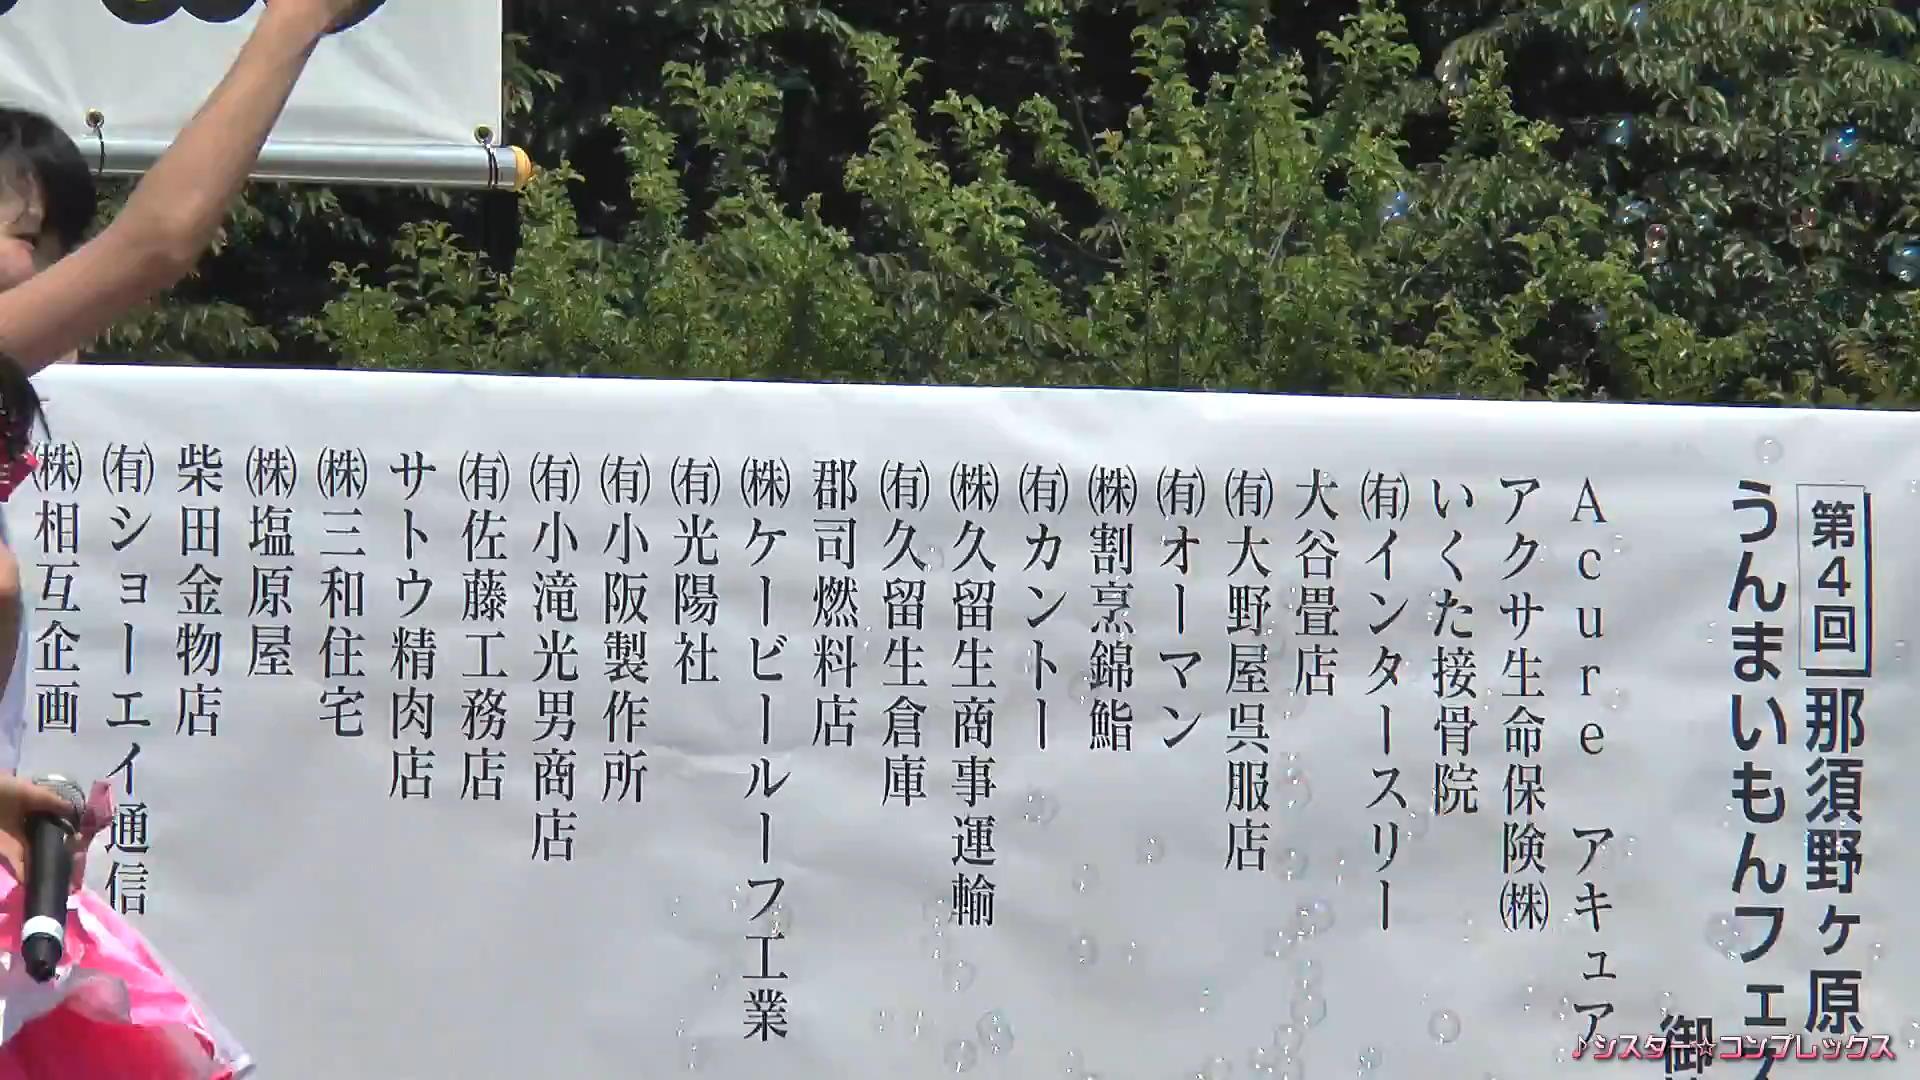 第4回 那須野ヶ原
うんまいもんフェス
御
Acure アキュア
アクサ生命保険㈱
いくた接骨院
㈲インタースリー
大谷畳店
㈲大野屋呉服店
㈲オーマン
㈱割烹錦鮨
㈲カントー
㈱久留生商事運輸
㈲久留生倉庫
郡司燃料店
㈱ケービールーフ工業
㈲光陽社
㈲小阪製作所
㈲小滝光男商店
㈲佐藤工務店
サトウ精肉店
㈱三和住宅
㈱塩原屋
柴田金物店
㈲ショーエイ通信
㈱相互企画
♪シスター☆コンプレックス